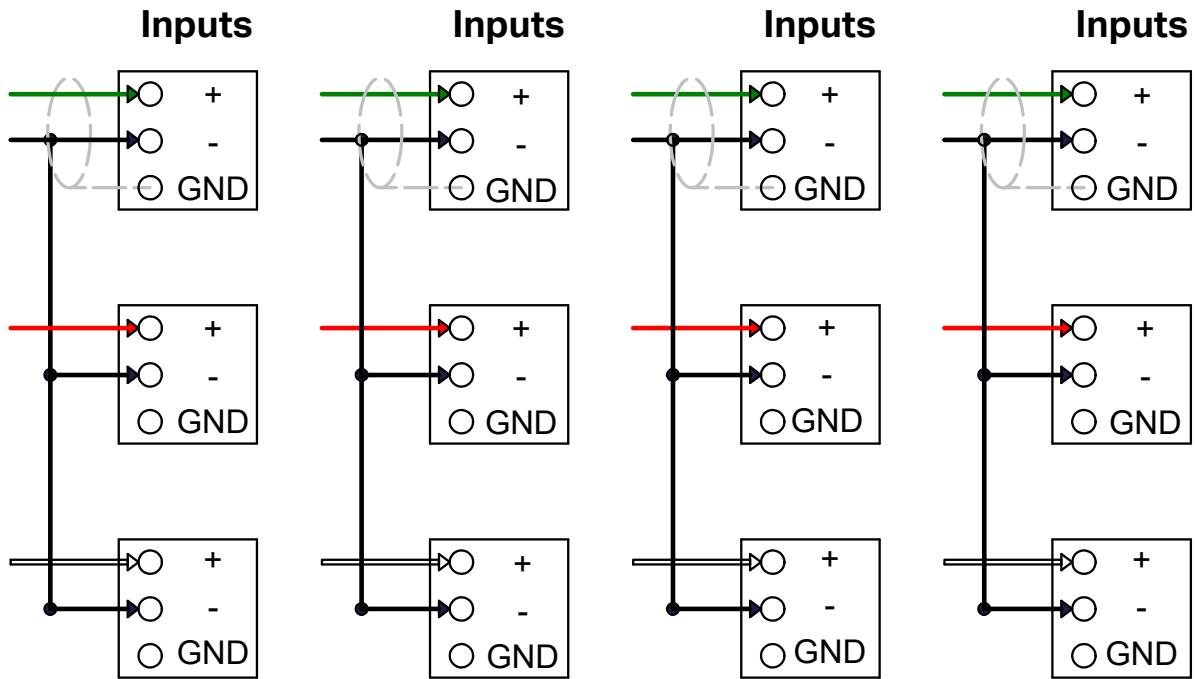 Inputs Inputs Inputs Inputs
+ + + +
- - - -
GND GND GND GND
+ + + +
- - - -
GND GND GND GND
+ + + +
- - - -
GND GND GND GND